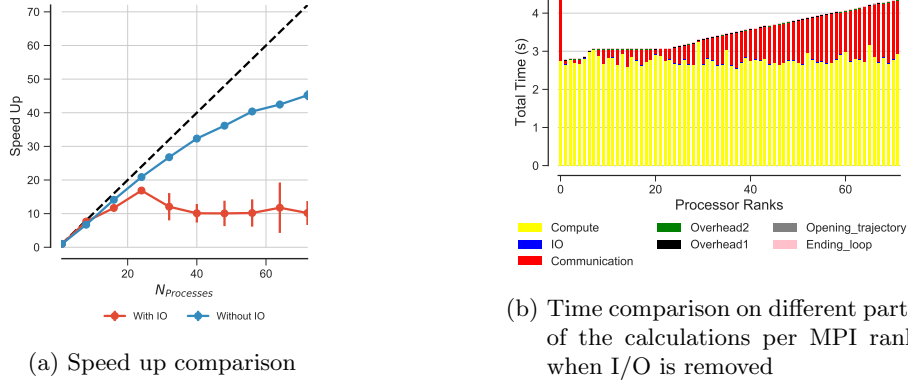 70
60
50
40
30
20
10
0
Speed Up
20
40
60
N_Processes
With IO
Without IO
(a) Speed up comparison
4
3
2
1
0
Total Time (s)
0
20
40
60
Processor Ranks
Compute
IO
Communication
Overhead2
Overhead1
Opening_trajectory
Ending_loop
(b) Time comparison on different part
of the calculations per MPI rank
when I/O is removed